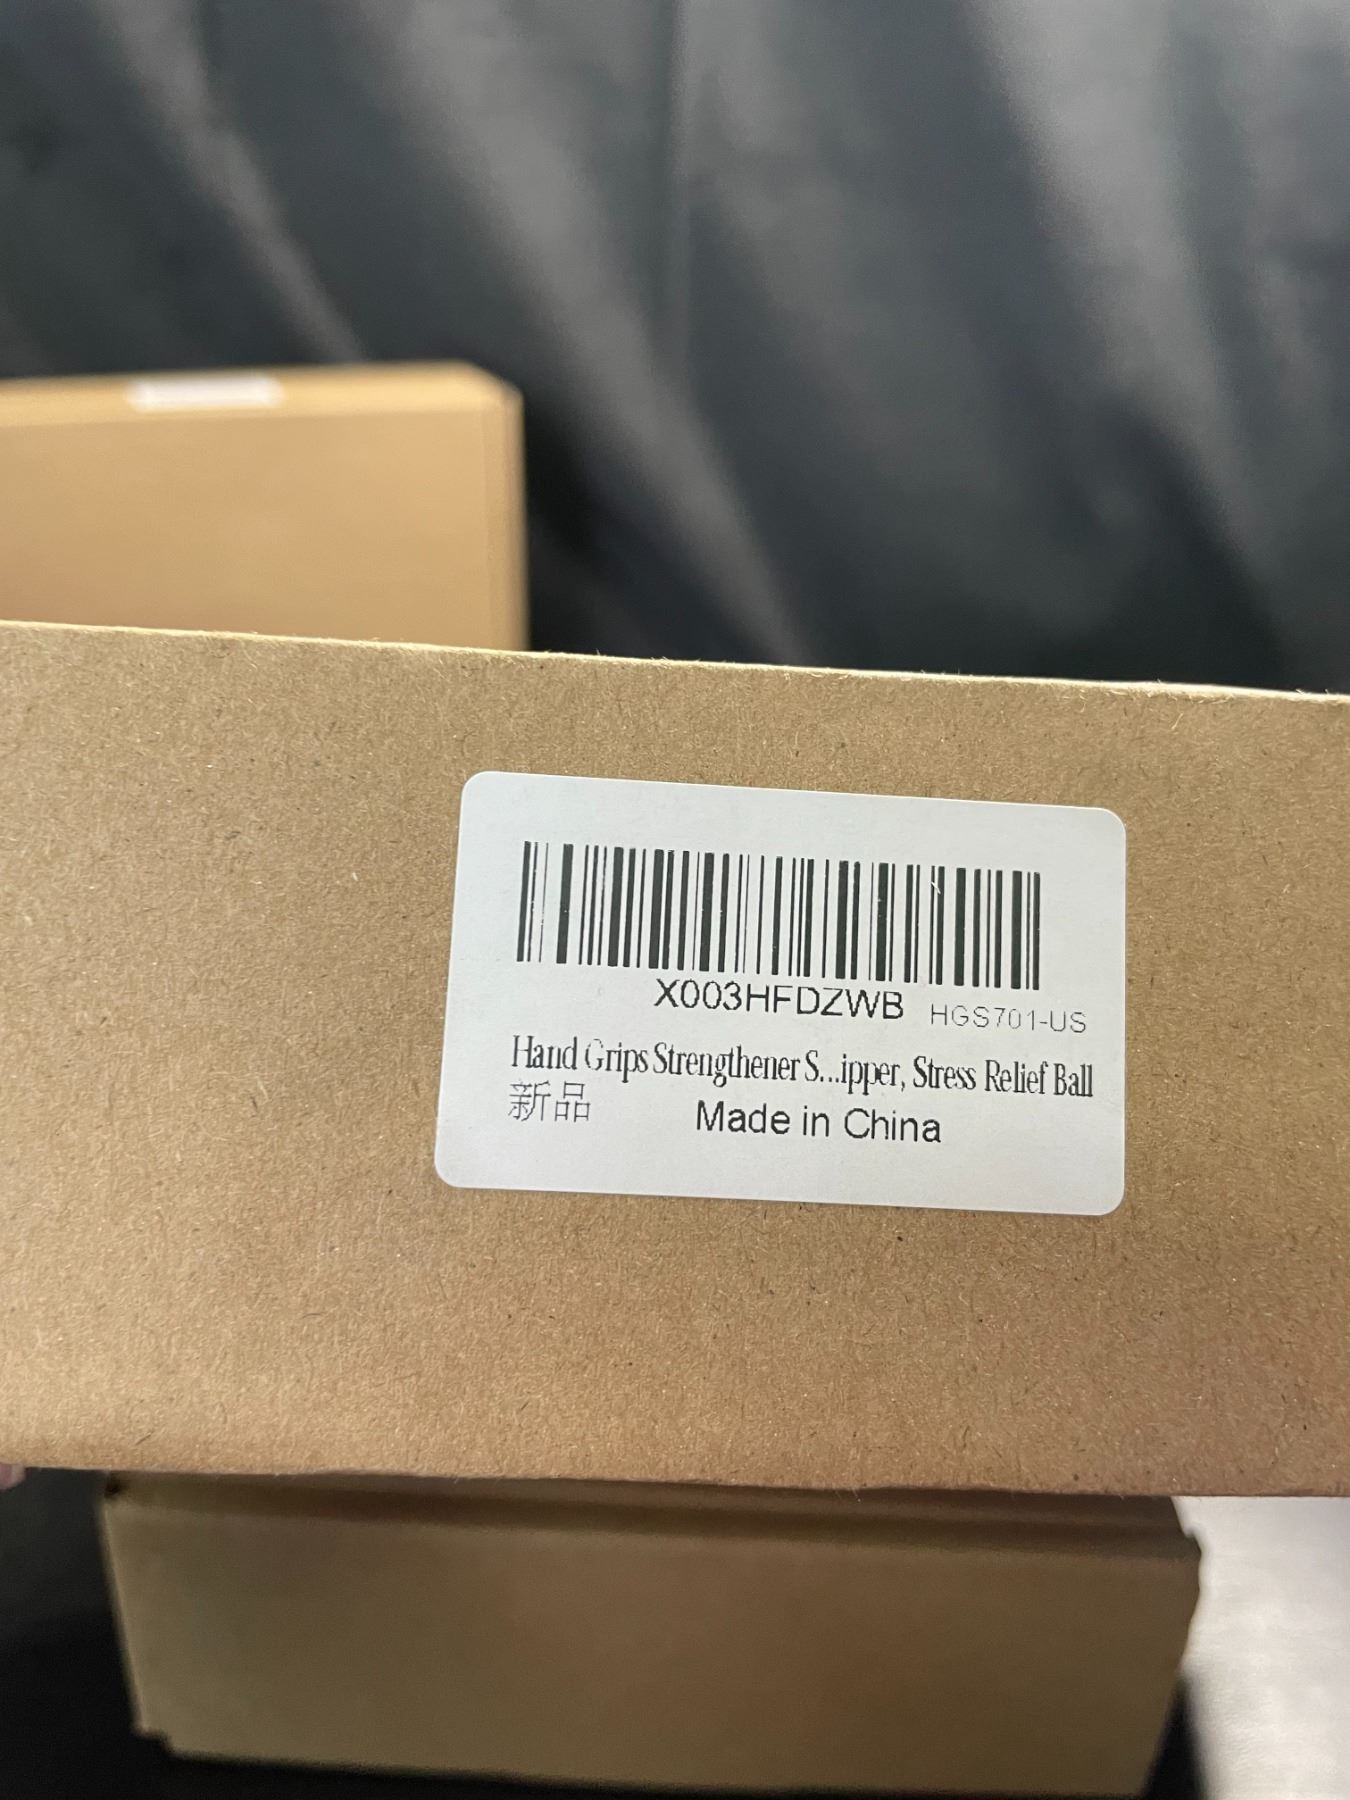 X003HFDZWB HGS701-US
Hand Grips Strengthener S...ipper, Stress Relief Ball
新品 Made in China